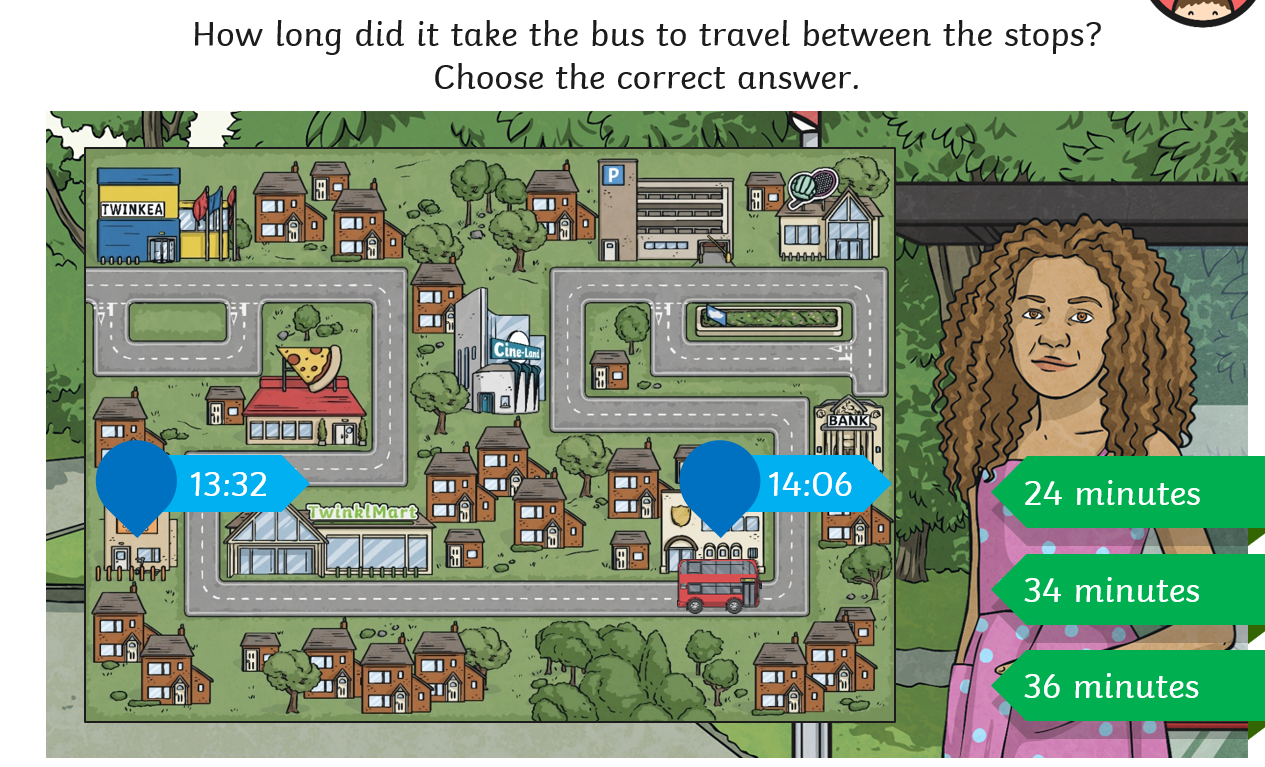 How long did it take the bus to travel between the stops?
Choose the correct answer.
P
TWINKEA
Cine-Land
BANK
13:32
14:06
24 minutes
TwinklMart
34 minutes
36 minutes